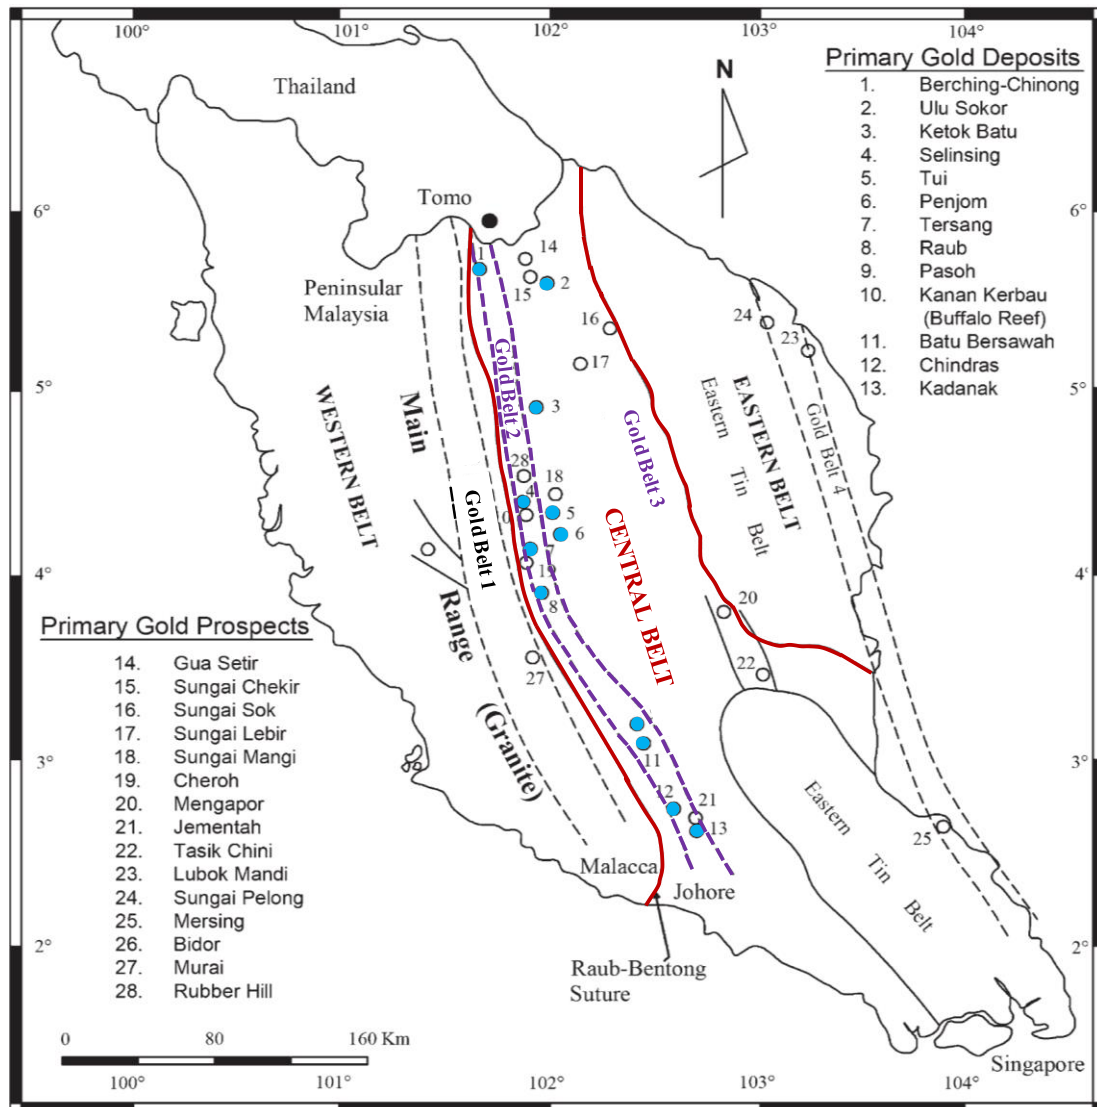 100°
101°
102°
103°
104°
Thailand
N
Primary Gold Deposits
1. Berching-Chinong
2. Ulu Sokor
3. Ketok Batu
4. Selinsing
5. Tui
6. Penjom
7. Tersang
8. Raub
9. Pasoh
10. Kanan Kerbau
(Buffalo Reef)
11. Batu Bersawah
12. Chindras
13. Kadanak
6°
6°
Tomo
1
14
15
2
Peninsular
Malaysia
16
17
24
23
5°
5°
Gold Belt 2
3
Main
WESTERN BELT
Gold Belt 3
EASTERN BELT
Eastern
Tin
Belt
Gold Belt 4
28
4
18
0
5
6
7
19
8
Gold Belt 1
CENTRAL BELT
4°
4°
Range
20
22
27
(Granite)
Primary Gold Prospects
14. Gua Setir
15. Sungai Chekir
16. Sungai Sok
17. Sungai Lebir
18. Sungai Mangi
19. Cheroh
20. Mengapor
21. Jementah
22. Tasik Chini
23. Lubok Mandi
24. Sungai Pelong
25. Mersing
26. Bidor
27. Murai
28. Rubber Hill
3°
3°
11
12
21
13
25
Eastern
Tin
Belt
Malacca
Johore
2°
2°
Raub-Bentong
Suture
0
80
160 Km
Singapore
100°
101°
102°
103°
104°